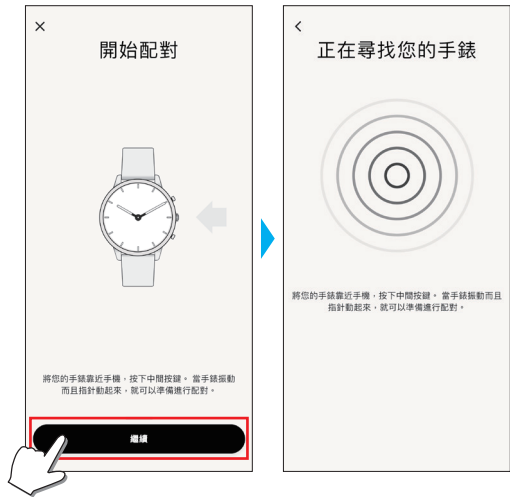 開始配對
將您的手錶靠近手機，按下中間按鍵。 當手錶振動
而且指針動起來，就可以準備進行配對。
繼續
正在尋找您的手錶
將您的手錶靠近手機，按下中間按鍵。 當手錶振動而且
指針動起來，就可以準備進行配對。